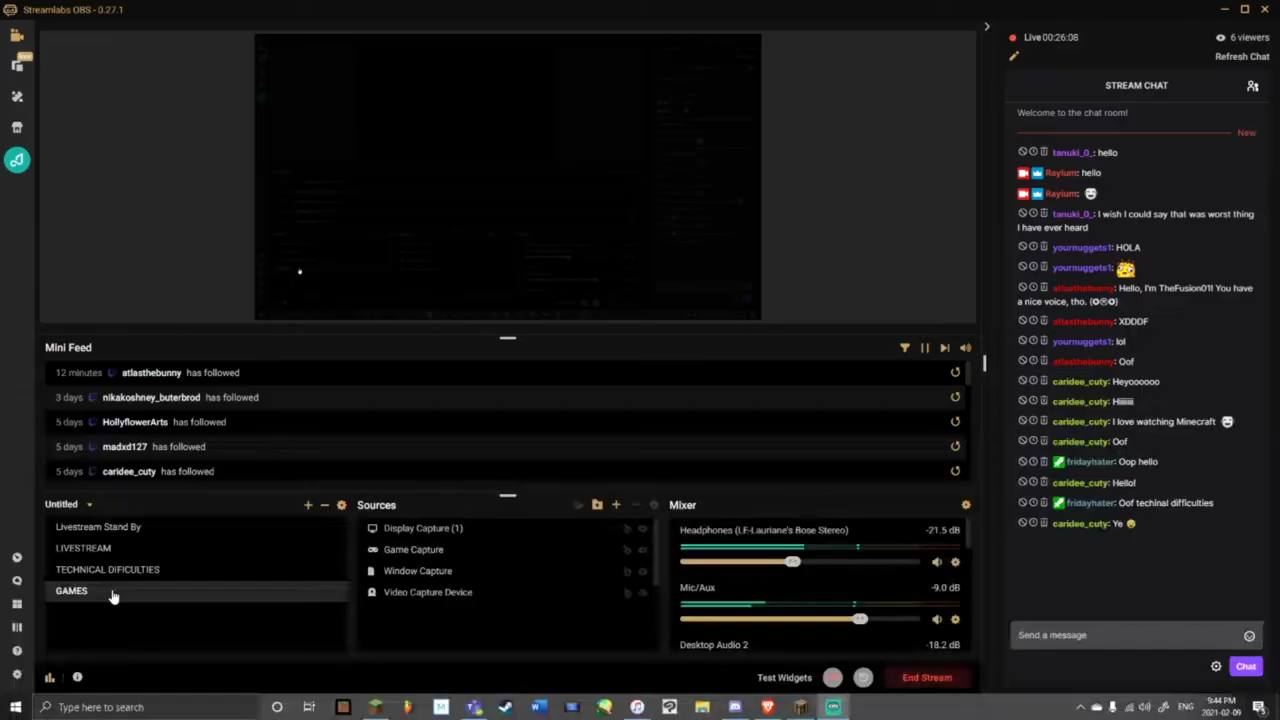 Streamlabs OBS - 0.27.1
Live 00:26:08
6 viewers
Refresh Chat
STREAM CHAT
Welcome to the chat room!
New
tanuki_0_: hello
Raylum: hello
Raylum:
tanuki_0_: I wish I could say that was worst thing
I have ever heard
yournuggets1: HOLA
yournuggets1:
atlasthebunny: Hello, I'm TheFusion01! You have
a nice voice, tho.
atlasthebunny: XDDDF
yournuggets1: lol
atlasthebunny: Oof
caridee_cuty: Heyooooo
caridee_cuty: Hiiiiiii
caridee_cuty: I love watching Minecraft
caridee_cuty: Oof
fridayhater: Oop hello
caridee_cuty: Hello!
fridayhater: Oof techinal difficulties
caridee_cuty: Ye
Send a message
Chat
Mini Feed
12 minutes atlasthebunny has followed
3 days nikakoshney_buterbrod has followed
5 days HollyflowerArts has followed
5 days madxd127 has followed
5 days caridee_cuty has followed
Untitled
Livestream Stand By
LIVESTREAM
TECHNICAL DIFICULTIES
GAMES
Sources
Display Capture (1)
Game Capture
Window Capture
Video Capture Device
Mixer
Headphones (LE-Lauriane's Bose Stereo) -21.5 dB
Mic/Aux -9.0 dB
Desktop Audio 2 -18.2 dB
Test Widgets
End Stream
Type here to search
ENG
9:44 PM
2021-02-09